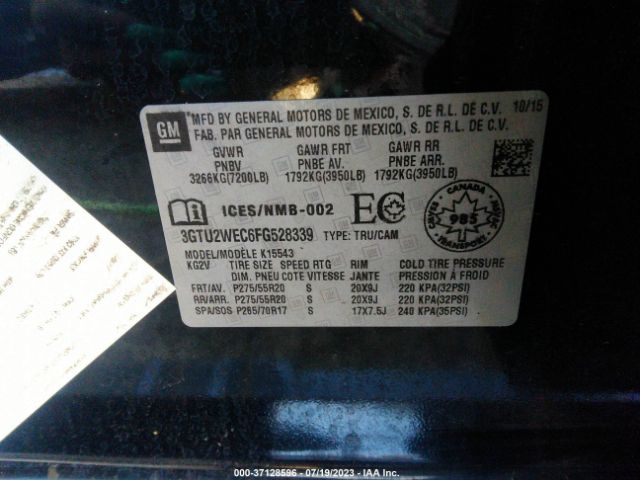 GM
MFD BY GENERAL MOTORS DE MEXICO, S. DE R.L. DE C.V. 10/15
FAB. PAR GENERAL MOTORS DE MEXICO, S. DE R.L. DE C.V.
GVWR GAWR FRT GAWR RR
PNBV PNBE AV. PNBE ARR.
3266KG(7200LB) 1792KG(3950LB) 1792KG(3950LB)
ICES/NMB-002 EC
CANADA
985
TRANSPORT
3GTU2WEC6FG528339 TYPE: TRU/CAM
MODEL/MODÈLE K15543
KG2V TIRE SIZE SPEED RTG RIM COLD TIRE PRESSURE
DIM. PNEU COTE VITESSE JANTE PRESSION À FROID
FRT/AV. P275/55R20 S 20X9J 220 KPA(32PSI)
RR/ARR. P275/55R20 S 20X9J 220 KPA(32PSI)
SPA/SOS P265/70R17 S 17X7.5J 240 KPA(35PSI)
000-37128596 - 07/19/2023 - IAA Inc.